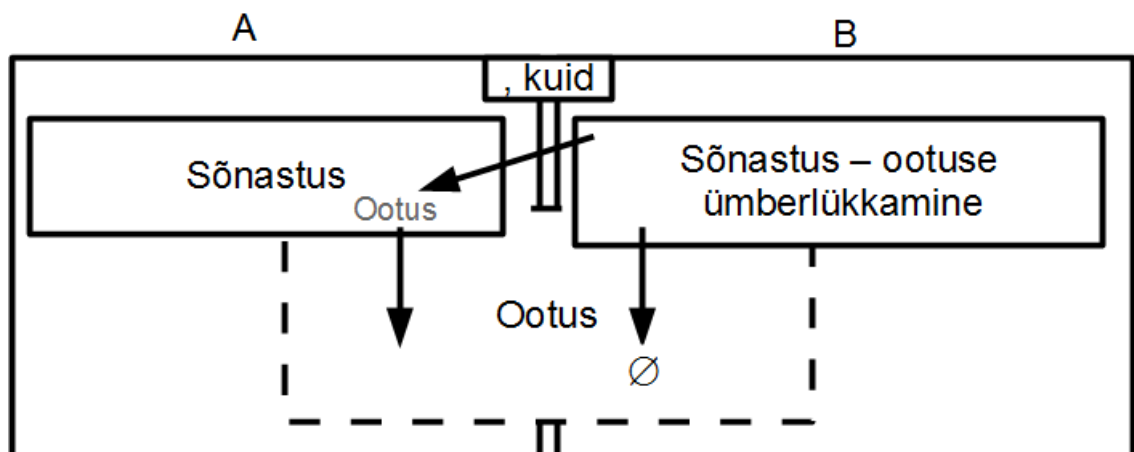 A
B
, kuid
Sõnastus
Ootus
Sõnastus – ootuse
ümberlükkamine
Ootus
∅